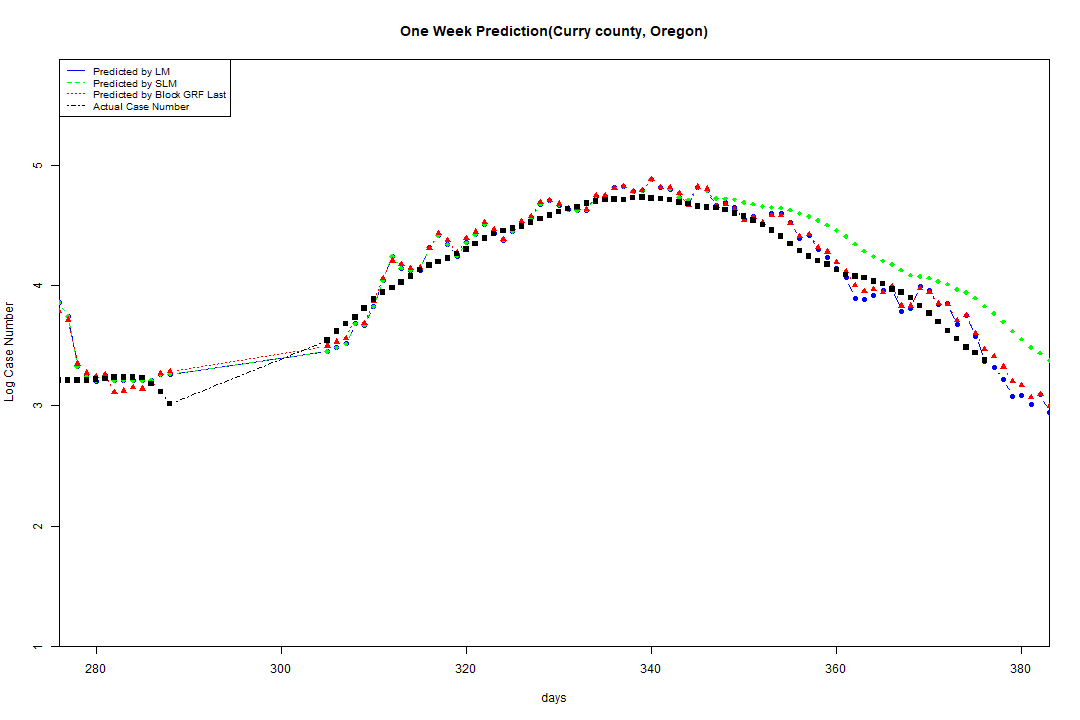 One Week Prediction(Curry county, Oregon)
Predicted by LM
Predicted by SLM
Predicted by Block GRF Last
Actual Case Number
5
4
3
2
1
Log Case Number
280 300 320 340 360 380
days